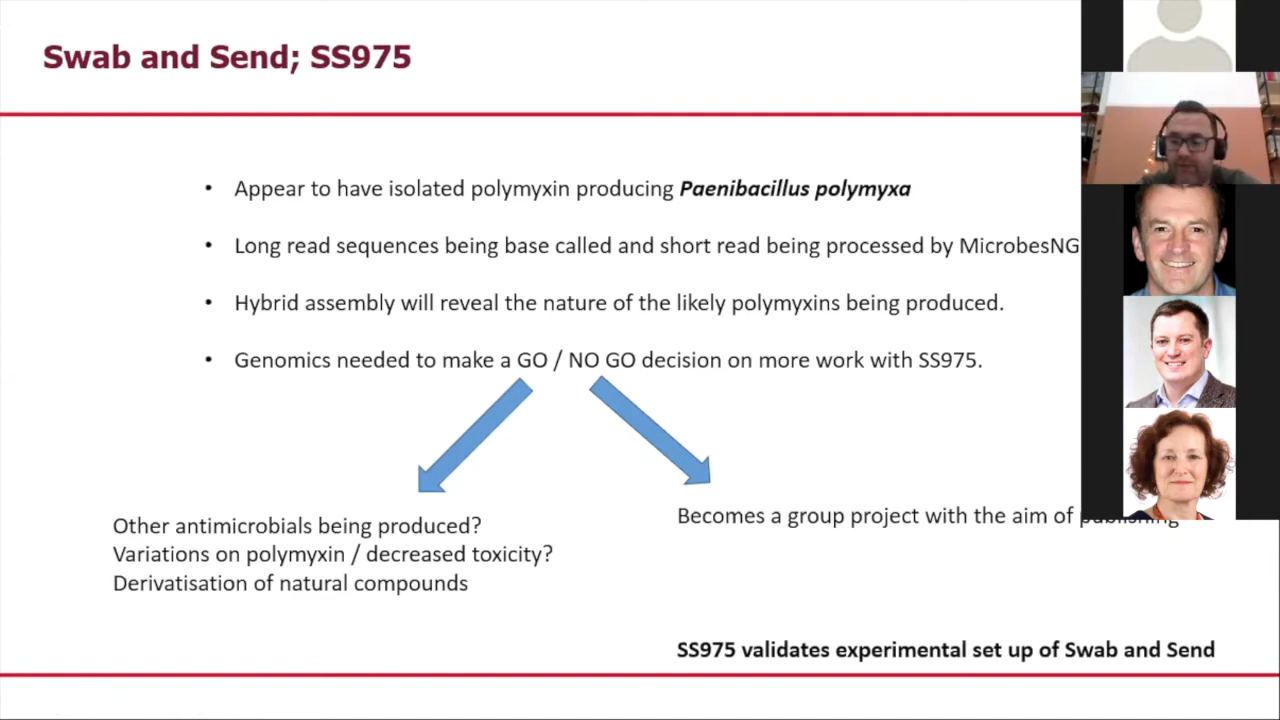 Swab and Send; SS975
• Appear to have isolated polymyxin producing Paenibacillus polymyxa
• Long read sequences being base called and short read being processed by MicrobesNG
• Hybrid assembly will reveal the nature of the likely polymyxins being produced.
• Genomics needed to make a GO / NO GO decision on more work with SS975.
Other antimicrobials being produced?
Variations on polymyxin / decreased toxicity?
Derivatisation of natural compounds
Becomes a group project with the aim of publishing
SS975 validates experimental set up of Swab and Send